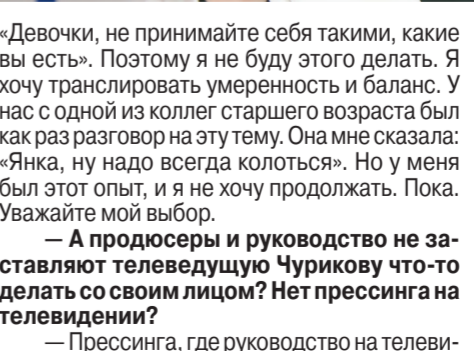 «Девочки, не принимайте себя такими, какие
вы есть». Поэтому я не буду этого делать. Я
хочу транслировать умеренность и баланс. У
нас с одной из коллег старшего возраста был
как раз разговор на эту тему. Она мне сказала:
«Янка, ну надо всегда колоться». Но у меня
был этот опыт, и я не хочу продолжать. Пока.
Уважайте мой выбор.
— А продюсеры и руководство не за-
ставляют телеведущую Чурикову что-то
делать со своим лицом? Нет прессинга на
телевидении?
— Прессинга, где руководство на телеви-